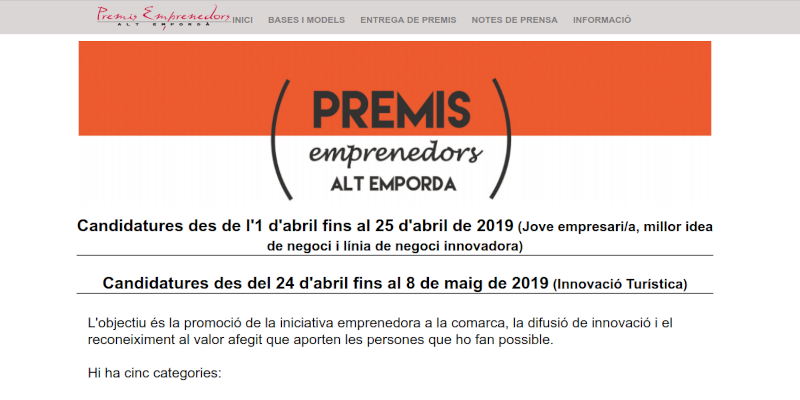 Premis Emprenedors
ALT EMPORDÀ
INICI BASES I MODELS ENTREGA DE PREMIS NOTES DE PRENSA INFORMACIÓ
PREMIS
emprenedors
ALT EMPORDA
Candidatures des de l'1 d'abril fins al 25 d'abril de 2019 (Jove empresari/a, millor idea
de negoci i línia de negoci innovadora)
Candidatures des del 24 d'abril fins al 8 de maig de 2019 (Innovació Turística)
L'objectiu és la promoció de la iniciativa emprenedora a la comarca, la difusió de innovació i el
reconeiximent al valor afegit que aporten les persones que ho fan possible.
Hi ha cinc categories: